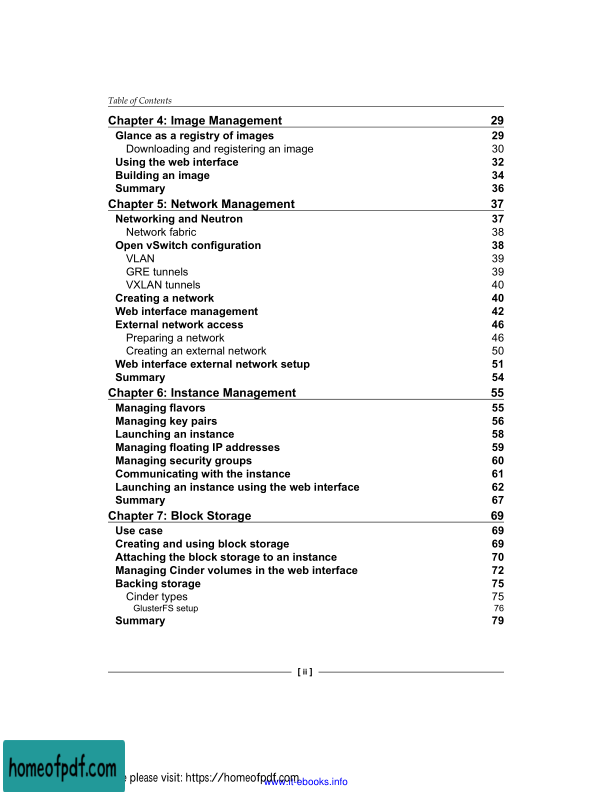 Table of Contents
Chapter 4: Image Management 29
Glance as a registry of images 29
Downloading and registering an image 30
Using the web interface 32
Building an image 34
Summary 36
Chapter 5: Network Management 37
Networking and Neutron 37
Network fabric 38
Open vSwitch configuration 38
VLAN 39
GRE tunnels 39
VXLAN tunnels 40
Creating a network 40
Web interface management 42
External network access 46
Preparing a network 46
Creating an external network 50
Web interface external network setup 51
Summary 54
Chapter 6: Instance Management 55
Managing flavors 55
Managing key pairs 56
Launching an instance 58
Managing floating IP addresses 59
Managing security groups 60
Communicating with the instance 61
Launching an instance using the web interface 62
Summary 67
Chapter 7: Block Storage 69
Use case 69
Creating and using block storage 69
Attaching the block storage to an instance 70
Managing Cinder volumes in the web interface 72
Backing storage 75
Cinder types 75
GlusterFS setup 76
Summary 79
[ ii ]
homeofpdf.com
please visit: https://homeofpdf.com
www.it-ebooks.info